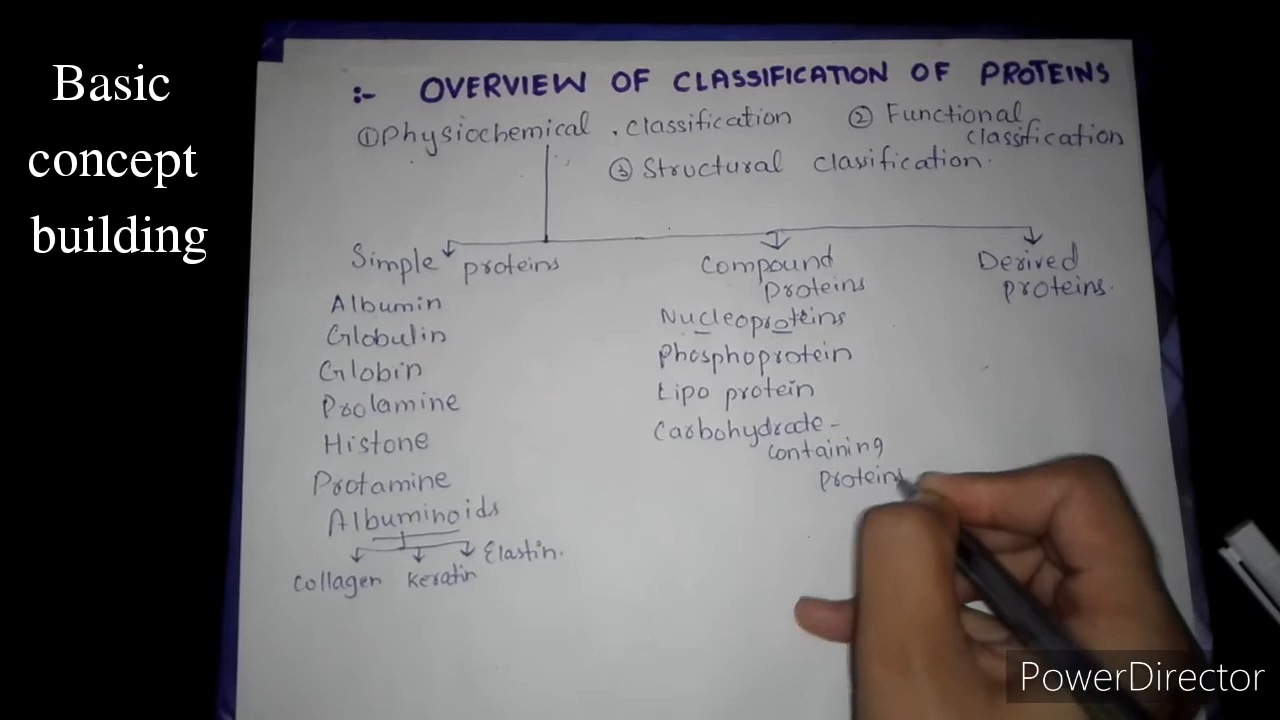 Basic
concept
building
:- OVERVIEW OF CLASSIFICATION OF PROTEINS
① Physiochemical . classification
② Functional
classification
③ Structural classification.
Simple proteins
Albumin
Globulin
Globin
Prolamine
Histone
Protamine
Albuminoids
Collagen Keratin Elastin.
Compound
Proteins
Nucleoproteins
Phosphoprotein
Lipo protein
Carbohydrate-
containing
Proteins
Derived
proteins.
PowerDirector